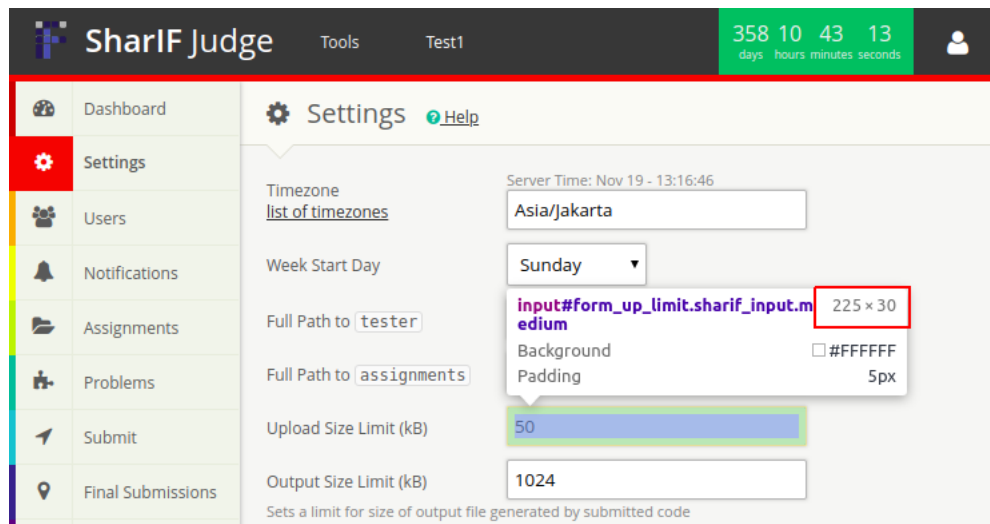 SharIF Judge Tools Test1 358 10 43 13
days hours minutes seconds
Dashboard
Settings Help
Settings
Server Time: Nov 19 - 13:16:46
Timezone
list of timezones
Asia/Jakarta
Users
Week Start Day Sunday
Notifications
input#form_up_limit.sharif_input.m 225 × 30
edium
Full Path to tester
Assignments
Background #FFFFFF
Full Path to assignments
Padding 5px
Problems
Upload Size Limit (kB) 50
Submit
Output Size Limit (kB) 1024
Final Submissions
Sets a limit for size of output file generated by submitted code